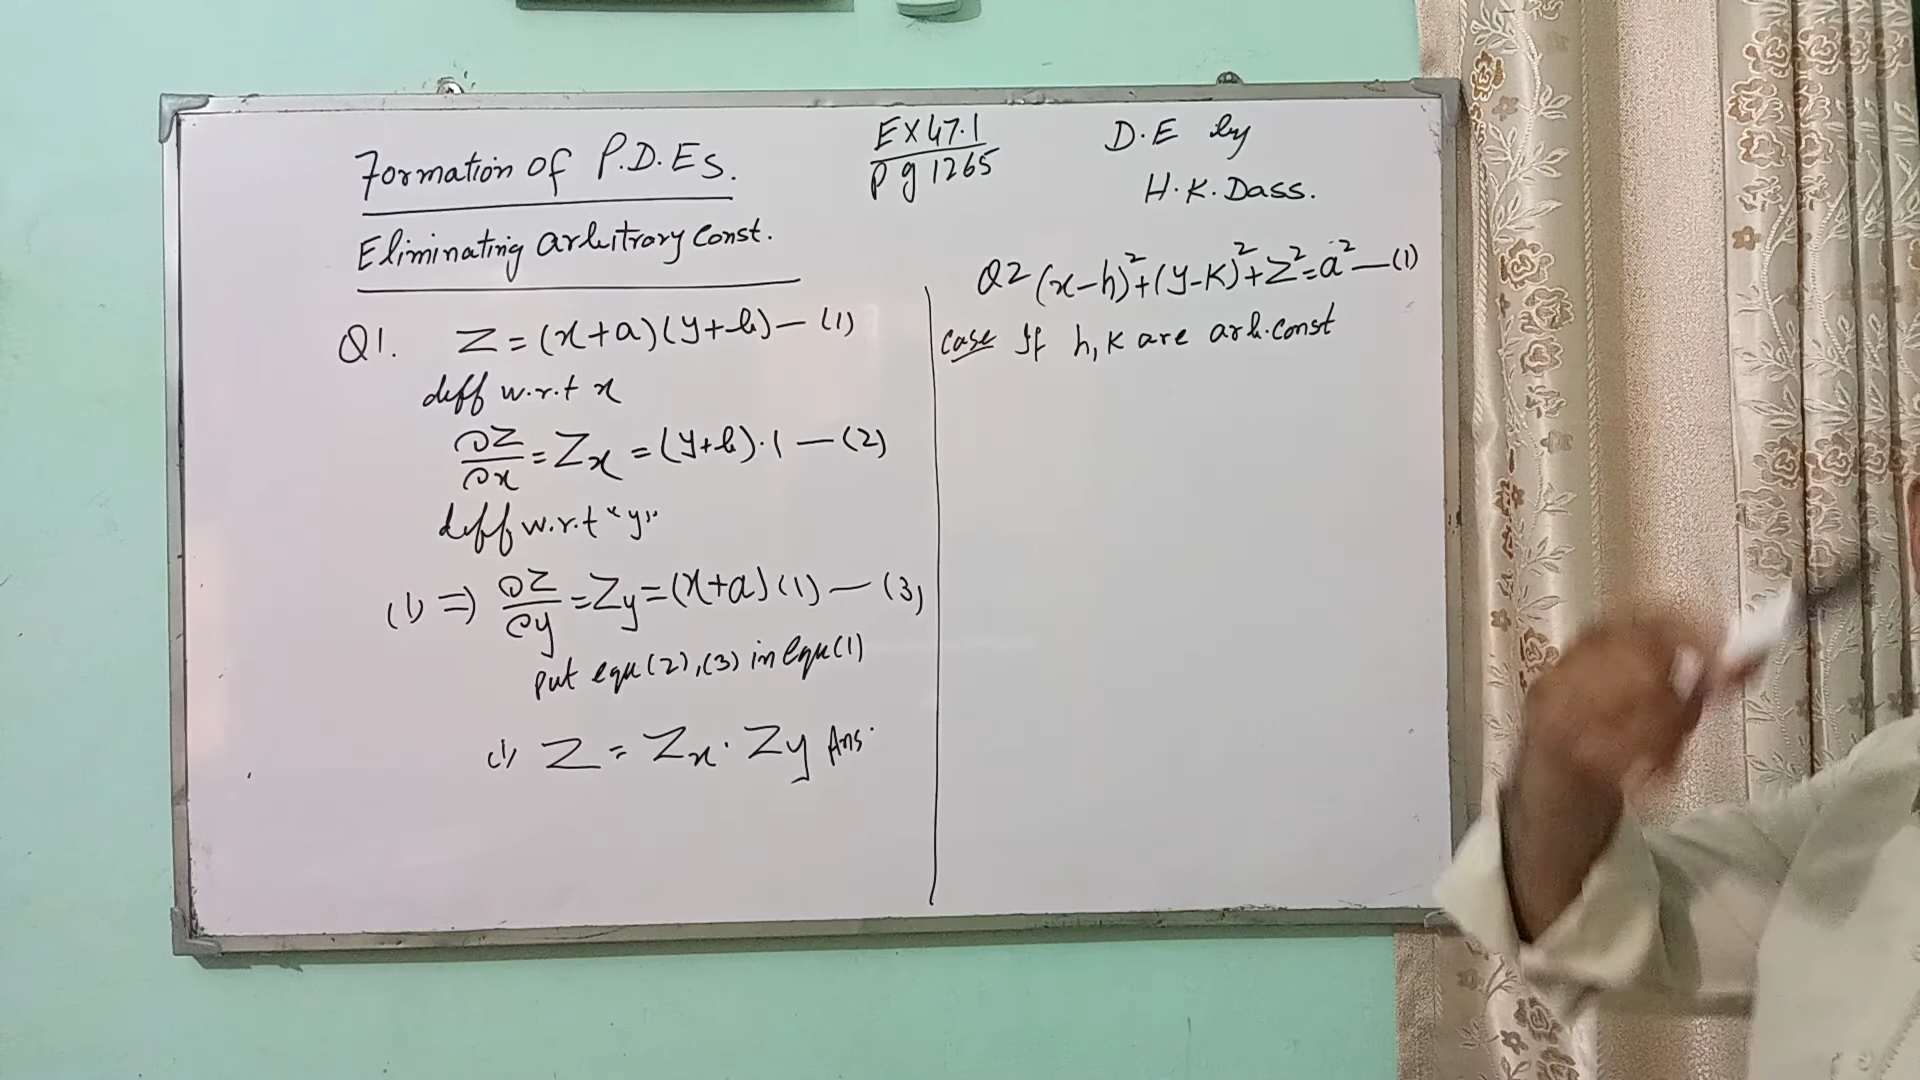 Formation of P.D.Es.
Eliminating arbitrary Const.
EX47.1
Pg 1265
D.E by
H.K.Dass.
Q1. Z=(x+a)(y+b)—(1)
diff w.r.t x
∂Z/∂x=Zx=(y+b).1—(2)
diff w.r.t "y"
(1)⇒ ∂Z/∂y=Zy=(x+a)(1)—(3)
put equ(2),(3) in equ(1)
(1) Z=Zx.Zy Ans.
Q2 (x-h)²+(y-K)²+Z²=a²—(1)
Case If h,K are arb.Const